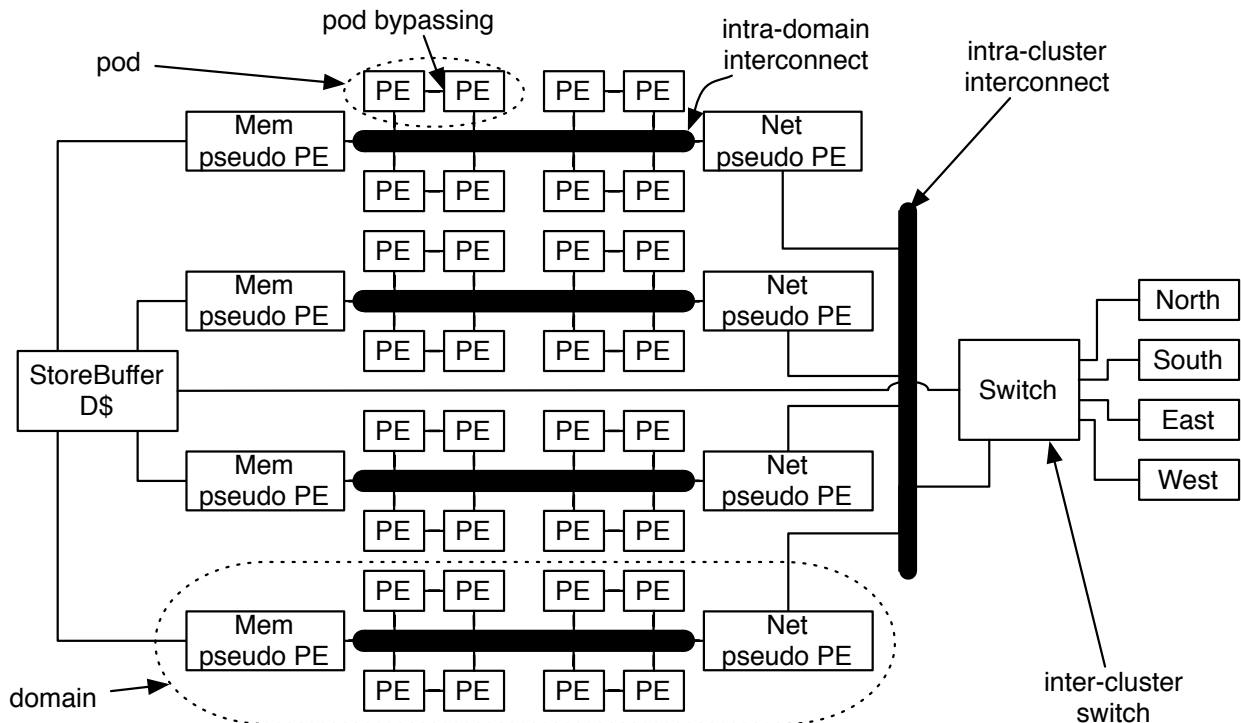 pod bypassing
pod
intra-domain
interconnect
intra-cluster
interconnect
PE PE PE PE
Mem
pseudo PE
Net
pseudo PE
PE PE PE PE
PE PE PE PE
Mem
pseudo PE
Net
pseudo PE
PE PE PE PE
North
StoreBuffer
D$
Switch
South
East
West
PE PE PE PE
Mem
pseudo PE
Net
pseudo PE
PE PE PE PE
PE PE PE PE
Mem
pseudo PE
Net
pseudo PE
PE PE PE PE
domain
inter-cluster
switch